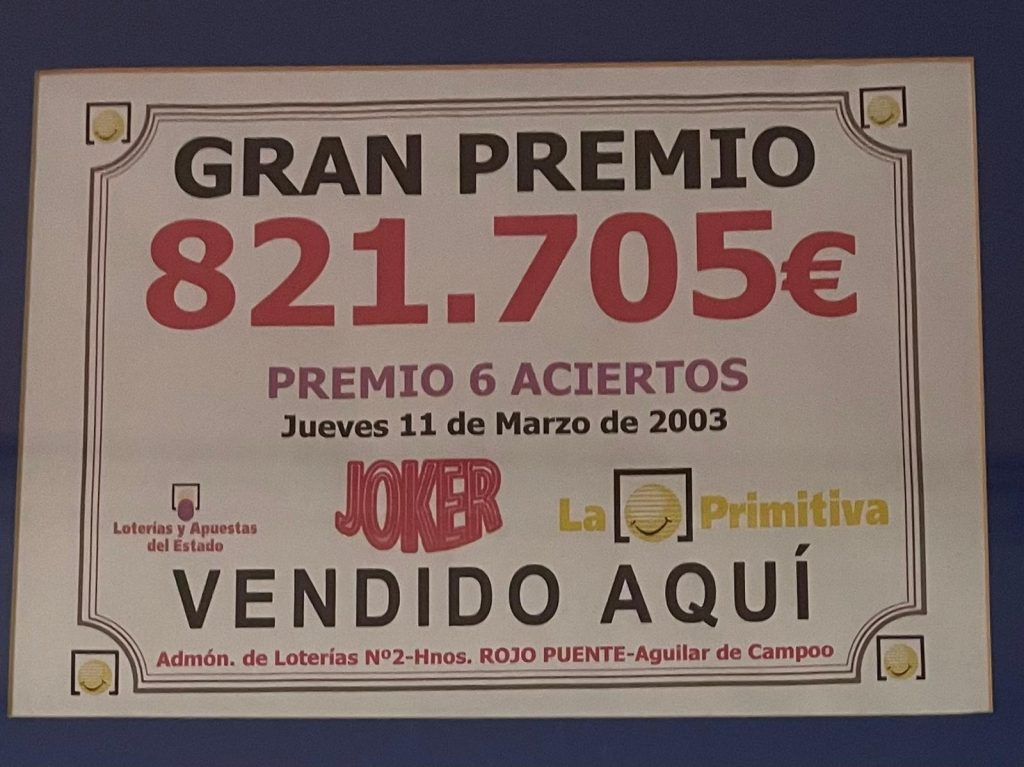 GRAN PREMIO
821.705€
PREMIO 6 ACIERTOS
Jueves 11 de Marzo de 2003
Loterías y Apuestas
del Estado
JOKER
La Primitiva
VENDIDO AQUÍ
Admón. de Loterías Nº2-Hnos. ROJO PUENTE-Aguilar de Campoo